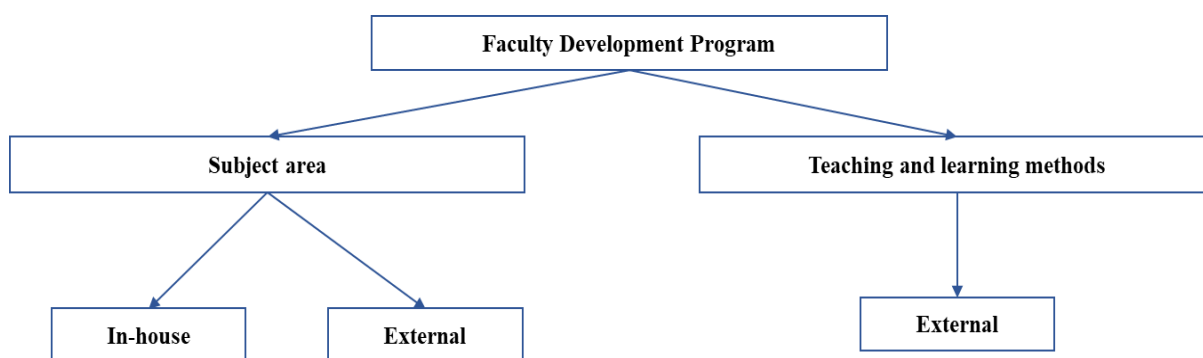 Faculty Development Program
Subject area
Teaching and learning methods
In-house
External
External